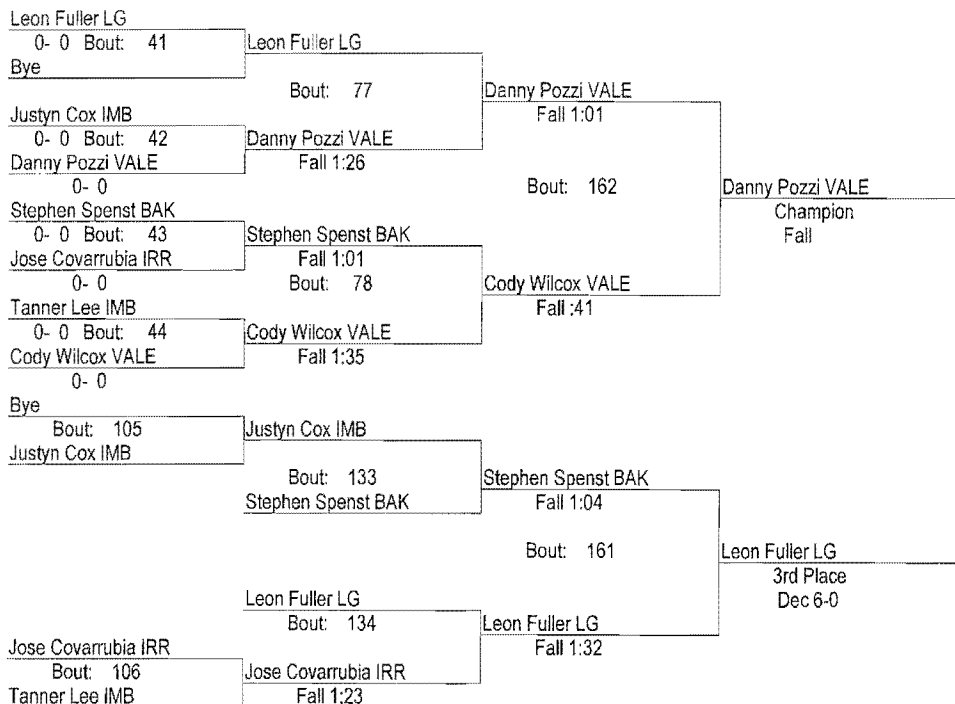 Leon Fuller LG
0- 0 Bout: 41
Bye
Leon Fuller LG
Bout: 77
Justyn Cox IMB
0- 0 Bout: 42
Danny Pozzi VALE
0- 0
Danny Pozzi VALE
Fall 1:26
Danny Pozzi VALE
Fall 1:01
Bout: 162
Stephen Spenst BAK
0- 0 Bout: 43
Jose Covarrubia IRR
0- 0
Stephen Spenst BAK
Fall 1:01
Bout: 78
Tanner Lee IMB
0- 0 Bout: 44
Cody Wilcox VALE
0- 0
Cody Wilcox VALE
Fall 1:35
Cody Wilcox VALE
Fall :41
Danny Pozzi VALE
Champion
Fall
Bye
Bout: 105
Justyn Cox IMB
Justyn Cox IMB
Bout: 133
Stephen Spenst BAK
Stephen Spenst BAK
Fall 1:04
Bout: 161
Leon Fuller LG
Bout: 134
Jose Covarrubia IRR
Bout: 106
Tanner Lee IMB
Jose Covarrubia IRR
Fall 1:23
Leon Fuller LG
Fall 1:32
Leon Fuller LG
3rd Place
Dec 6-0